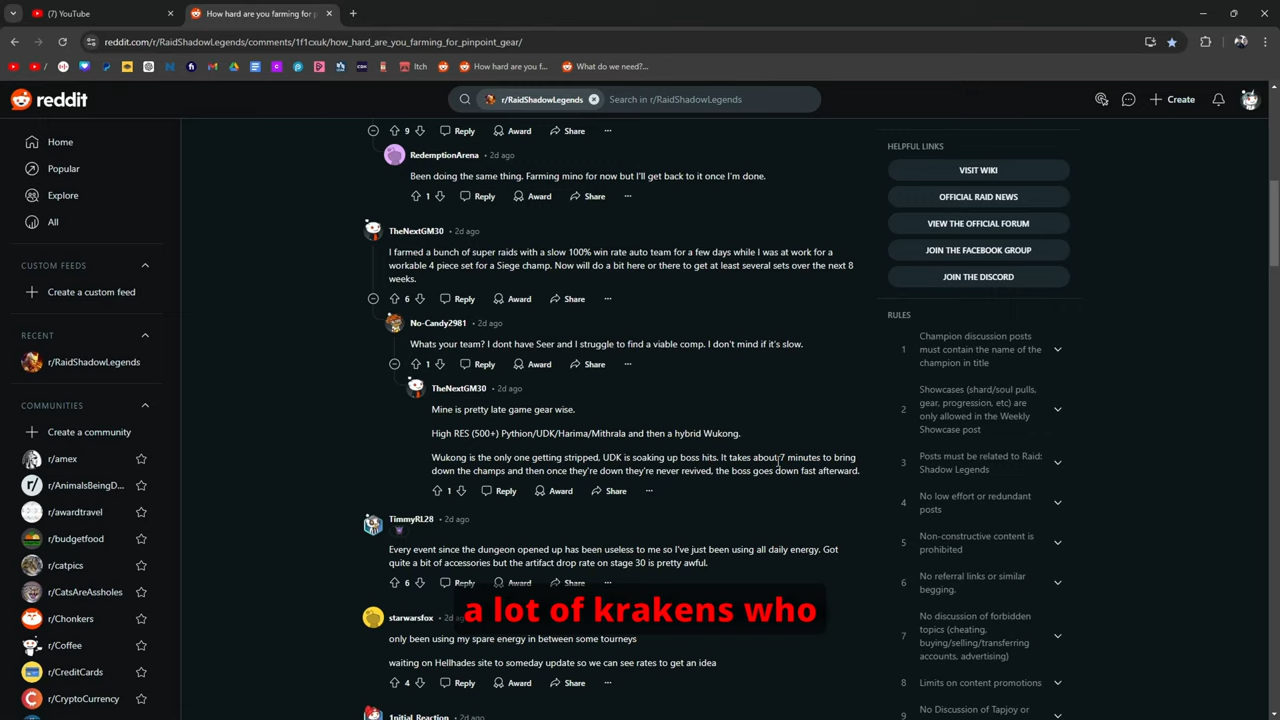 (7) YouTube
How hard are you farming for p
reddit.com/r/RaidShadowLegends/comments/1f1cxuk/how_hard_are_you_farming_for_pinpoint_gear/
Itch
How hard are you f...
What do we need?...
reddit
r/RaidShadowLegends
Search in r/RaidShadowLegends
Create
Home
Popular
Explore
All
CUSTOM FEEDS
Create a custom feed
RECENT
r/RaidShadowLegends
COMMUNITIES
Create a community
r/amex
r/AnimalsBeingD...
r/awardtravel
r/budgetfood
r/catpics
r/CatsAreAssholes
r/Chonkers
r/Coffee
r/CreditCards
r/CryptoCurrency
9 Reply Award Share
RedemptionArena • 2d ago
Been doing the same thing. Farming mino for now but I'll get back to it once I'm done.
1 Reply Award Share
TheNextGM30 • 2d ago
I farmed a bunch of super raids with a slow 100% win rate auto team for a few days while I was at work for a
workable 4 piece set for a Siege champ. Now will do a bit here or there to get at least several sets over the next 8
weeks.
6 Reply Award Share
No-Candy2981 • 2d ago
Whats your team? I dont have Seer and I struggle to find a viable comp. I don't mind if it's slow.
1 Reply Award Share
TheNextGM30 • 2d ago
Mine is pretty late game gear wise.
High RES (500+) Pythion/UDK/Harima/Mithrala and then a hybrid Wukong.
Wukong is the only one getting stripped, UDK is soaking up boss hits. It takes about 7 minutes to bring
down the champs and then once they're down they're never revived, the boss goes down fast afterward.
1 Reply Award Share
TimmyRL28 • 2d ago
Every event since the dungeon opened up has been useless to me so I've just been using all daily energy. Got
quite a bit of accessories but the artifact drop rate on stage 30 is pretty awful.
6 Reply Award Share
a lot of krakens who
starwarsfox • 2d
only been using my spare energy in between some tourneys
waiting on Hellhades site to someday update so we can see rates to get an idea
4 Reply Award Share
1nitial_Reaction • 2d ago
HELPFUL LINKS
VISIT WIKI
OFFICIAL RAID NEWS
VIEW THE OFFICIAL FORUM
JOIN THE FACEBOOK GROUP
JOIN THE DISCORD
RULES
1 Champion discussion posts
must contain the name of the
champion in title
2 Showcases (shard/soul pulls,
gear, progression, etc) are
only allowed in the Weekly
Showcase post
3 Posts must be related to Raid:
Shadow Legends
4 No low effort or redundant
posts
5 Non-constructive content is
prohibited
6 No referral links or similar
begging.
7 No discussion of forbidden
topics (cheating,
buying/selling/transferring
accounts, advertising)
8 Limits on content promotions
9 No Discussion of Tapjoy or